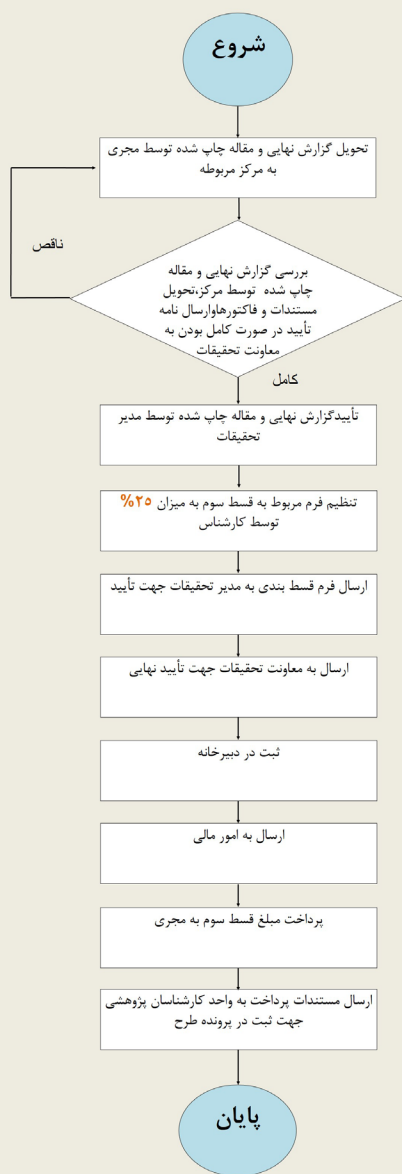 شروع
تحویل گزارش نهایی و مقاله چاپ شده توسط مجری
به مرکز مربوطه
ناقص
بررسی گزارش نهایی و مقاله
چاپ شده توسط مرکز،تحویل
مستندات و فاکتورهاوارسال نامه
تأیید در صورت کامل بودن به
معاونت تحقیقات
کامل
تأییدگزارش نهایی و مقاله چاپ شده توسط مدیر
تحقیقات
تنظیم فرم مربوط به قسط سوم به میزان ۲۵%
توسط کارشناس
ارسال فرم قسط بندی به مدیر تحقیقات جهت تأیید
ارسال به معاونت تحقیقات جهت تأیید نهایی
ثبت در دبیرخانه
ارسال به امور مالی
پرداخت مبلغ قسط سوم به مجری
ارسال مستندات پرداخت به واحد کارشناسان پژوهشی
جهت ثبت در پرونده طرح
پایان